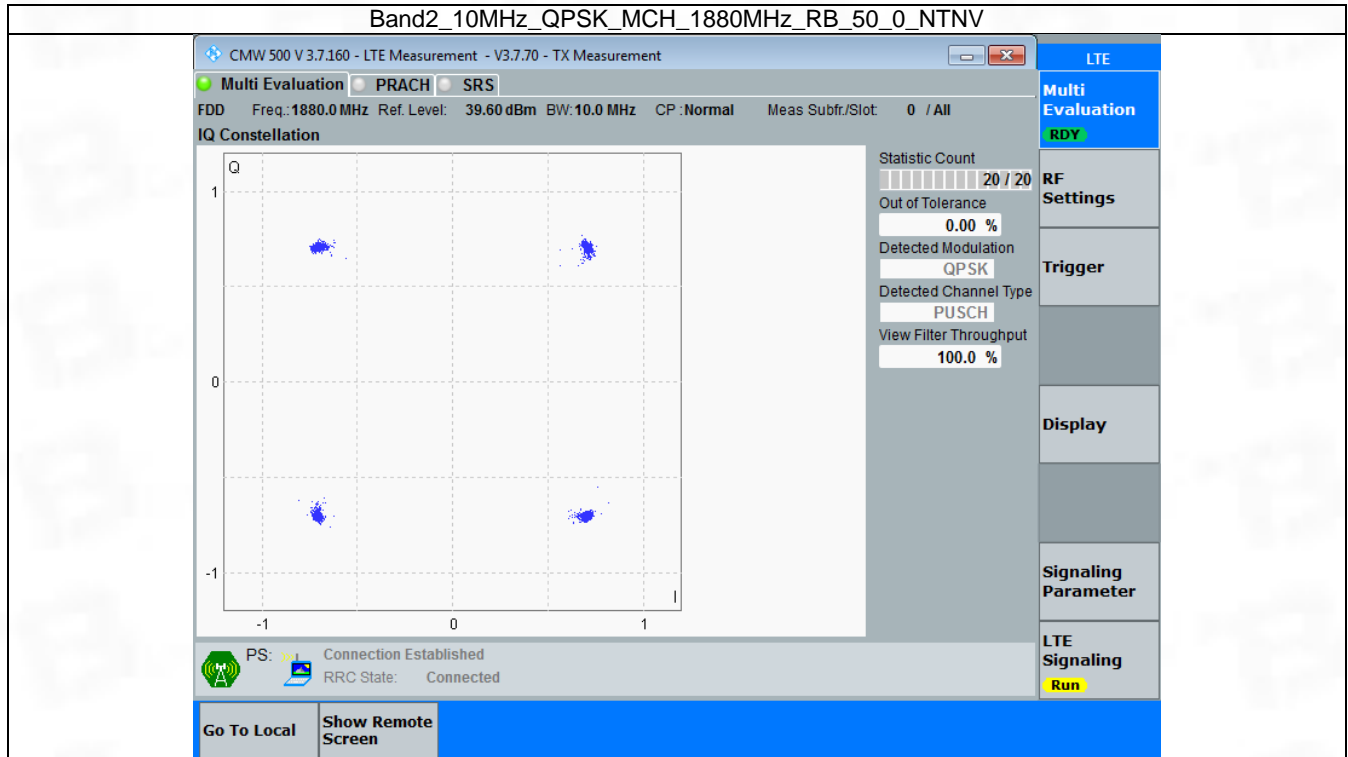 Band2_10MHz_QPSK_MCH_1880MHz_RB_50_0_NTNV
CMW 500 V 3.7.160 - LTE Measurement - V3.7.70 - TX Measurement
Multi Evaluation PRACH SRS
FDD Freq.: 1880.0 MHz Ref. Level: 39.60 dBm BW: 10.0 MHz CP : Normal Meas Subfr./Slot: 0 / All
IQ Constellation
Q
1
0
-1
-1 0 1
I
Statistic Count
20 / 20
Out of Tolerance
0.00 %
Detected Modulation
QPSK
Detected Channel Type
PUSCH
View Filter Throughput
100.0 %
PS: Connection Established
RRC State: Connected
LTE
Multi
Evaluation
RDY
RF
Settings
Trigger
Display
Signaling
Parameter
LTE
Signaling
Run
Go To Local
Show Remote
Screen